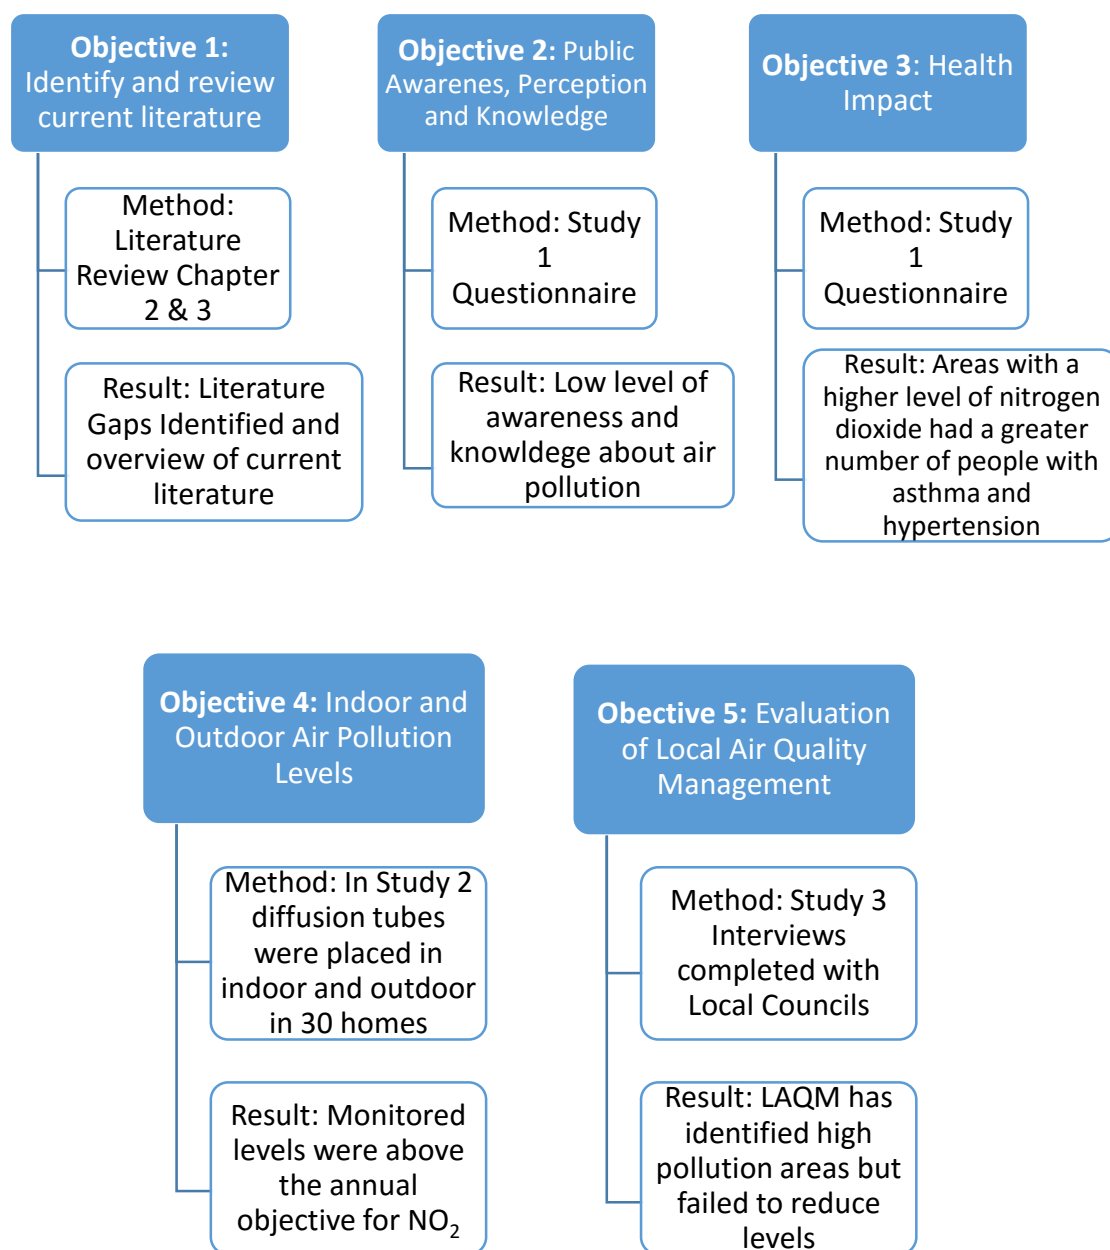 Objective 1:
Identify and review
current literature
Method:
Literature
Review Chapter
2 & 3
Result: Literature
Gaps Identified and
overview of current
literature
Objective 2: Public
Awarenes, Perception
and Knowledge
Method: Study
1
Questionnaire
Result: Low level of
awareness and
knowldege about air
pollution
Objective 3: Health
Impact
Method: Study
1
Questionnaire
Result: Areas with a
higher level of nitrogen
dioxide had a greater
number of people with
asthma and
hypertension
Objective 4: Indoor and
Outdoor Air Pollution
Levels
Method: In Study 2
diffusion tubes
were placed in
indoor and outdoor
in 30 homes
Result: Monitored
levels were above
the annual
objective for NO₂
Obective 5: Evaluation
of Local Air Quality
Management
Method: Study 3
Interviews
completed with
Local Councils
Result: LAQM has
identified high
pollution areas but
failed to reduce
levels